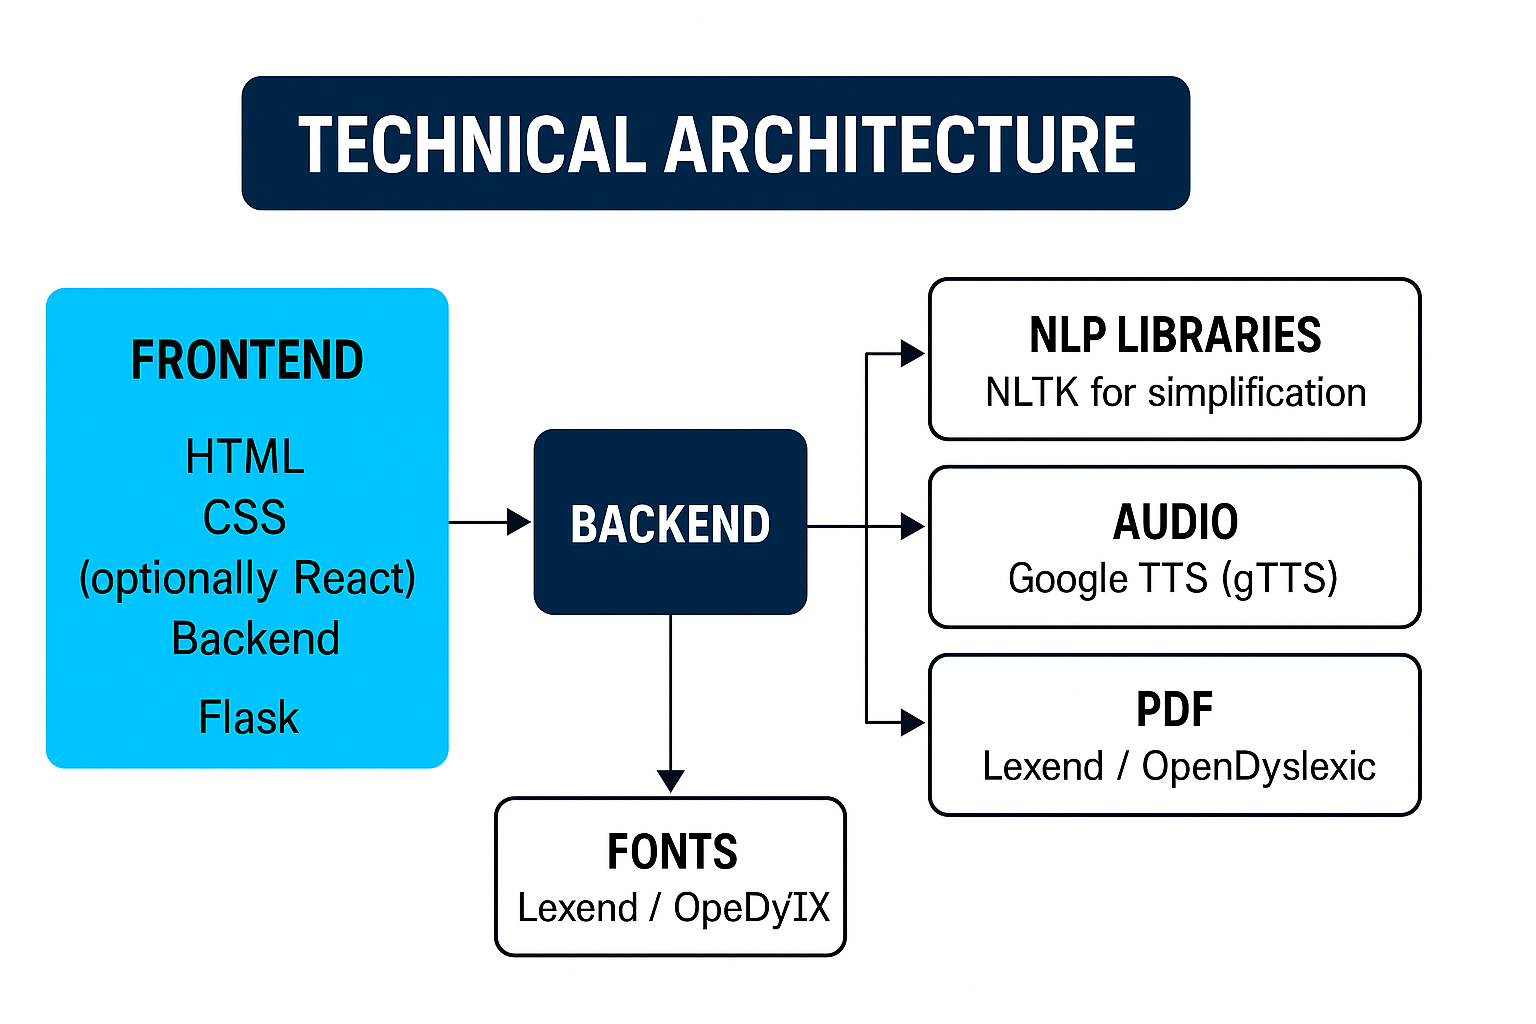 TECHNICAL ARCHITECTURE
FRONTEND
HTML
CSS
(optionally React)
Backend
Flask
BACKEND
NLP LIBRARIES
NLTK for simplification
AUDIO
Google TTS (gTTS)
PDF
Lexend / OpenDyslexic
FONTS
Lexend / OpeDyΊX